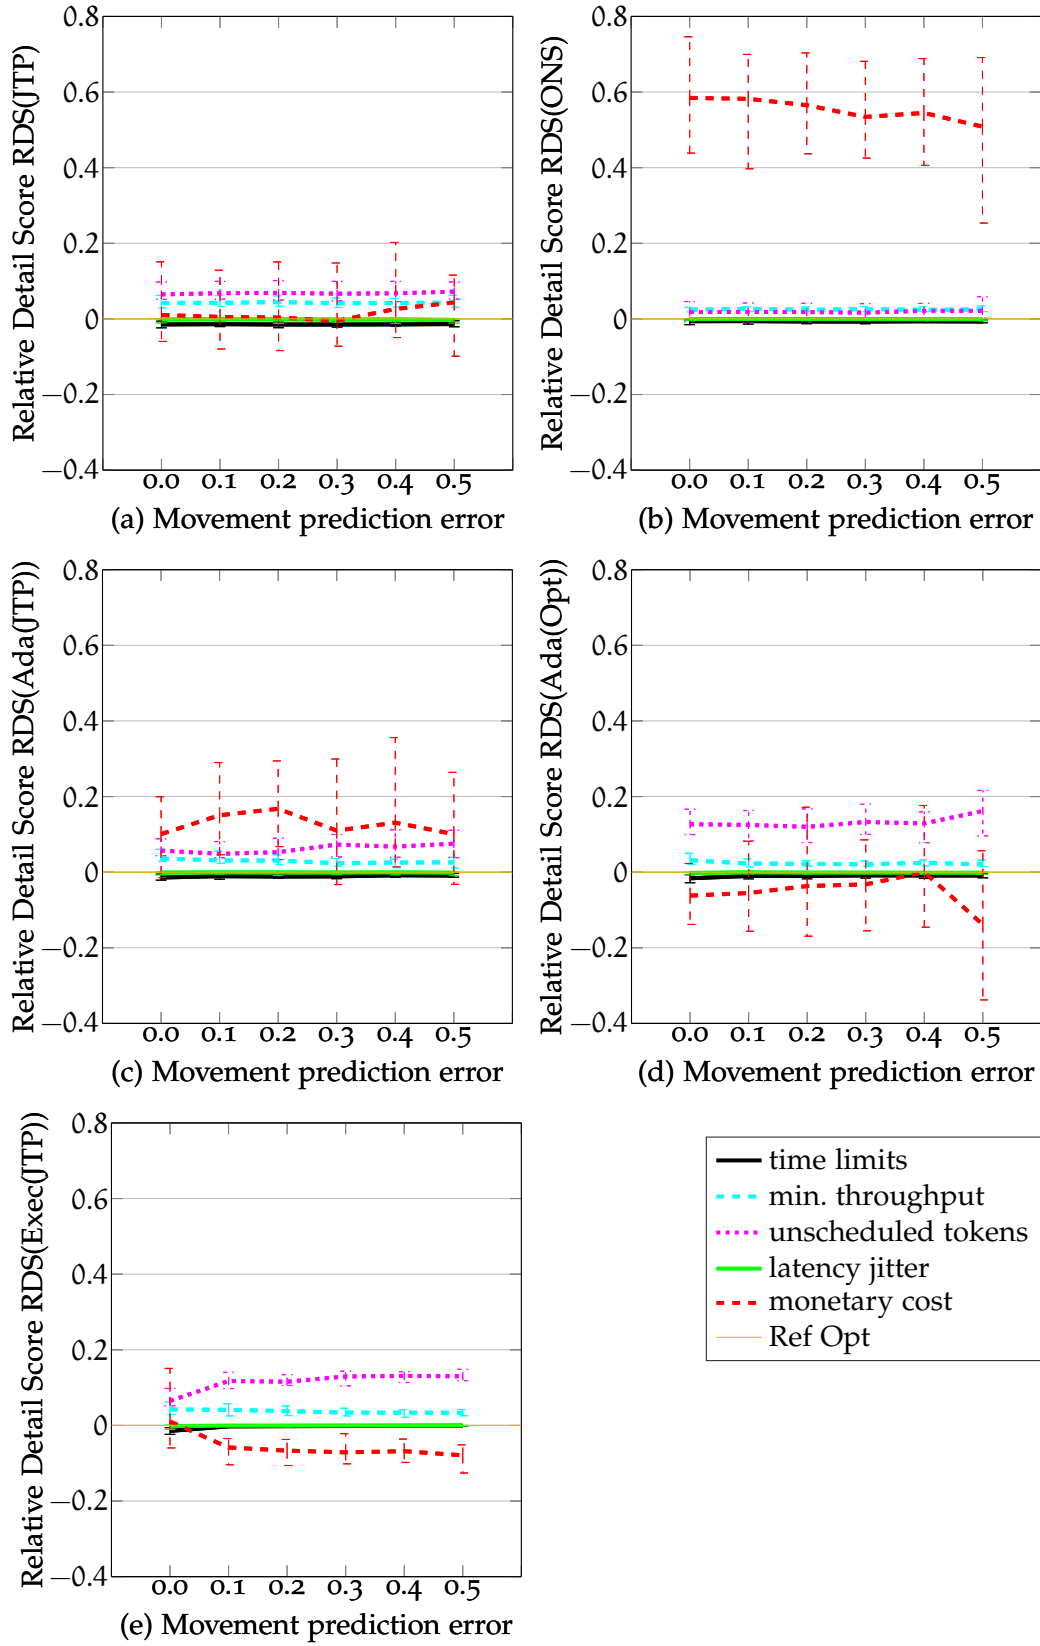 Relative Detail Score RDS(JTP)
0.8
0.6
0.4
0.2
0
−0.2
−0.4
0.0 0.1 0.2 0.3 0.4 0.5
(a) Movement prediction error
Relative Detail Score RDS(ONS)
0.8
0.6
0.4
0.2
0
−0.2
−0.4
0.0 0.1 0.2 0.3 0.4 0.5
(b) Movement prediction error
Relative Detail Score RDS(Ada(JTP))
0.8
0.6
0.4
0.2
0
−0.2
−0.4
0.0 0.1 0.2 0.3 0.4 0.5
(c) Movement prediction error
Relative Detail Score RDS(Ada(Opt))
0.8
0.6
0.4
0.2
0
−0.2
−0.4
0.0 0.1 0.2 0.3 0.4 0.5
(d) Movement prediction error
Relative Detail Score RDS(Exec(JTP))
0.8
0.6
0.4
0.2
0
−0.2
−0.4
0.0 0.1 0.2 0.3 0.4 0.5
(e) Movement prediction error
time limits
min. throughput
unscheduled tokens
latency jitter
monetary cost
Ref Opt